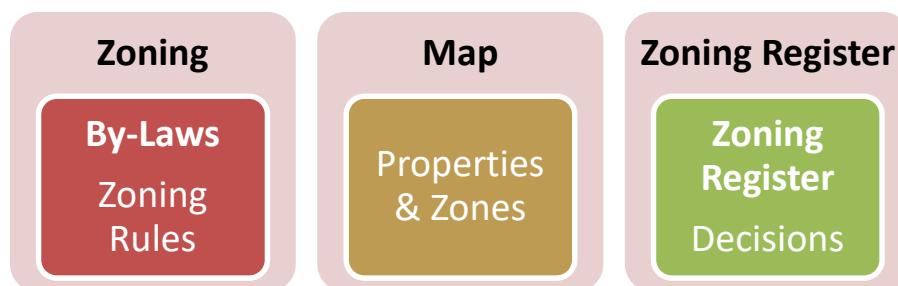 Zoning
By-Laws
Zoning
Rules
Map
Properties
& Zones
Zoning Register
Zoning
Register
Decisions